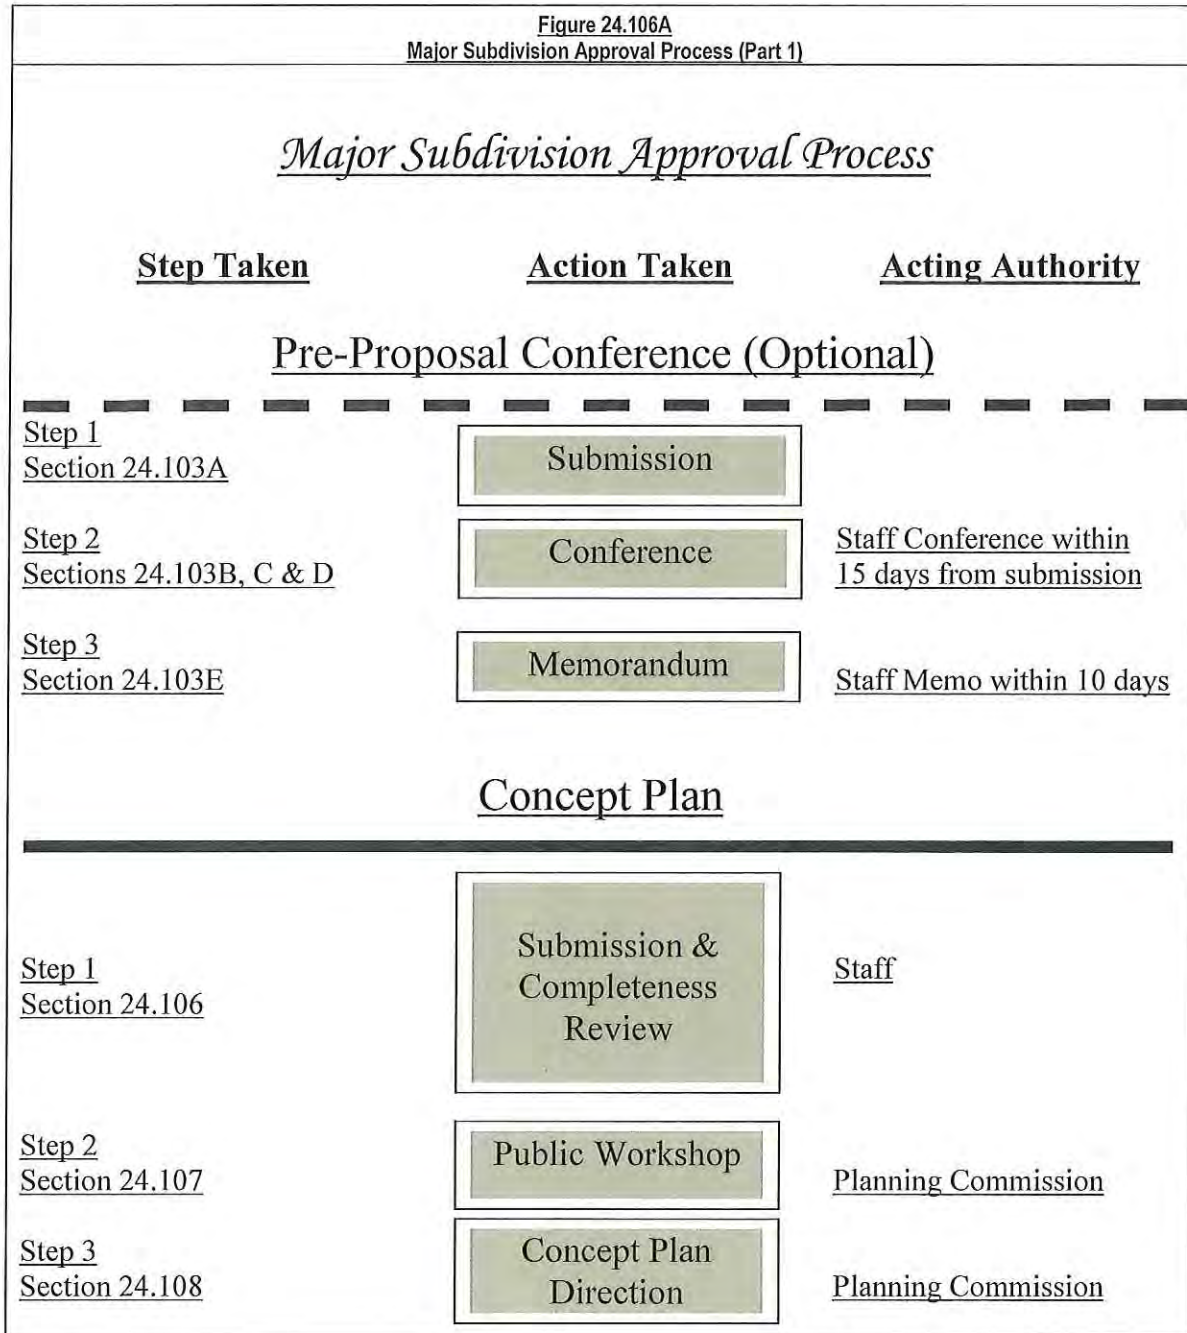 Figure 24.106A
Major Subdivision Approval Process (Part 1)
Major Subdivision Approval Process
Step Taken Action Taken Acting Authority
Pre-Proposal Conference (Optional)
Step 1
Section 24.103A
Submission
Step 2
Sections 24.103B, C & D
Conference
Staff Conference within
15 days from submission
Step 3
Section 24.103E
Memorandum
Staff Memo within 10 days
Concept Plan
Step 1
Section 24.106
Submission &
Completeness
Review
Staff
Step 2
Section 24.107
Public Workshop
Planning Commission
Step 3
Section 24.108
Concept Plan
Direction
Planning Commission